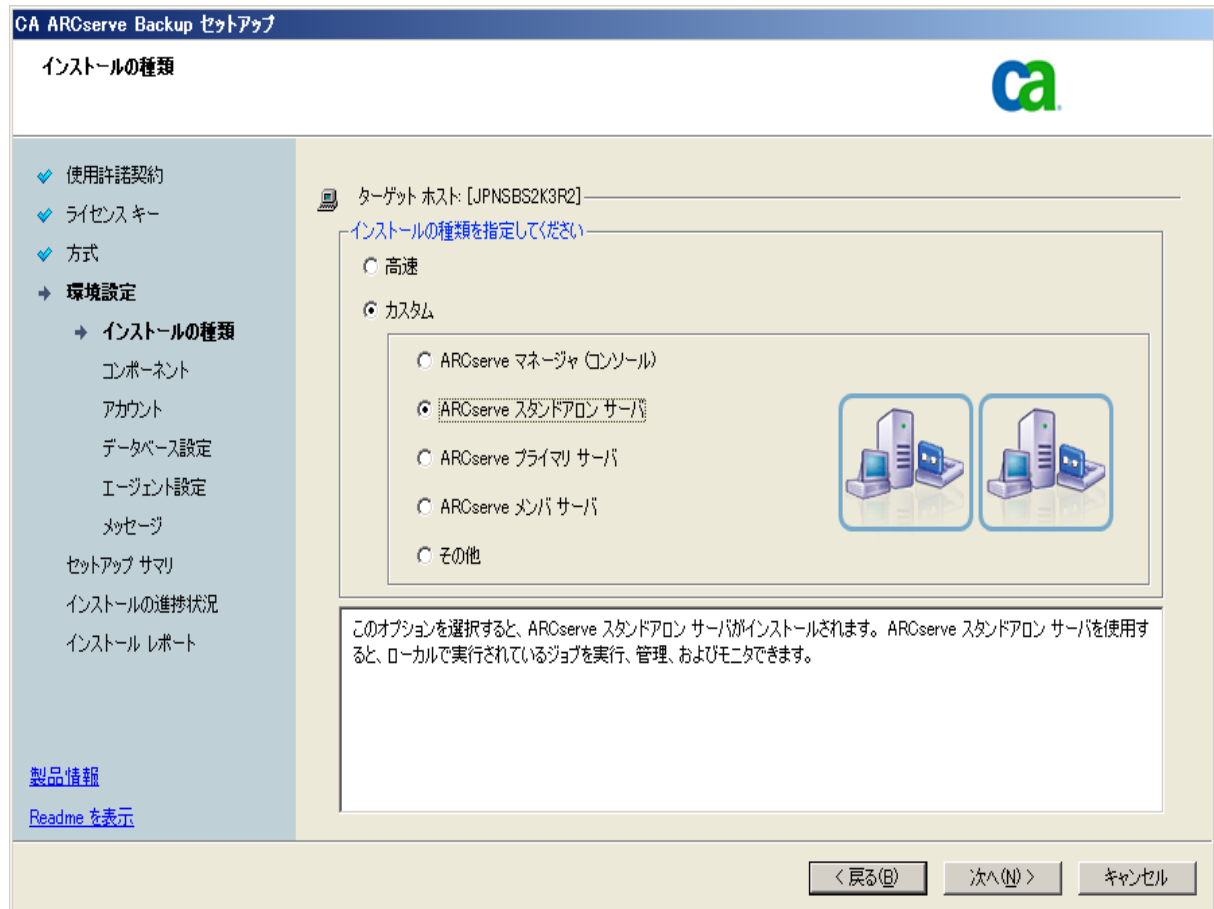 CA ARCserve Backup セットアップ
インストールの種類
ca
使用許諾契約
ライセンス キー
方式
環境設定
インストールの種類
コンポーネント
アカウント
データベース設定
エージェント設定
メッセージ
セットアップ サマリ
インストールの進捗状況
インストール レポート
製品情報
Readme を表示
ターゲット ホスト: [JPNSBS2K3R2]
インストールの種類を指定してください
高速
カスタム
ARCserve マネージャ (コンソール)
ARCserve スタンドアロン サーバ
ARCserve プライマリ サーバ
ARCserve メンバ サーバ
その他
このオプションを選択すると、ARCserve スタンドアロン サーバがインストールされます。ARCserve スタンドアロン サーバを使用す
ると、ローカルで実行されているジョブを実行、管理、およびモニタできます。
< 戻る(B)
次へ(N) >
キャンセル